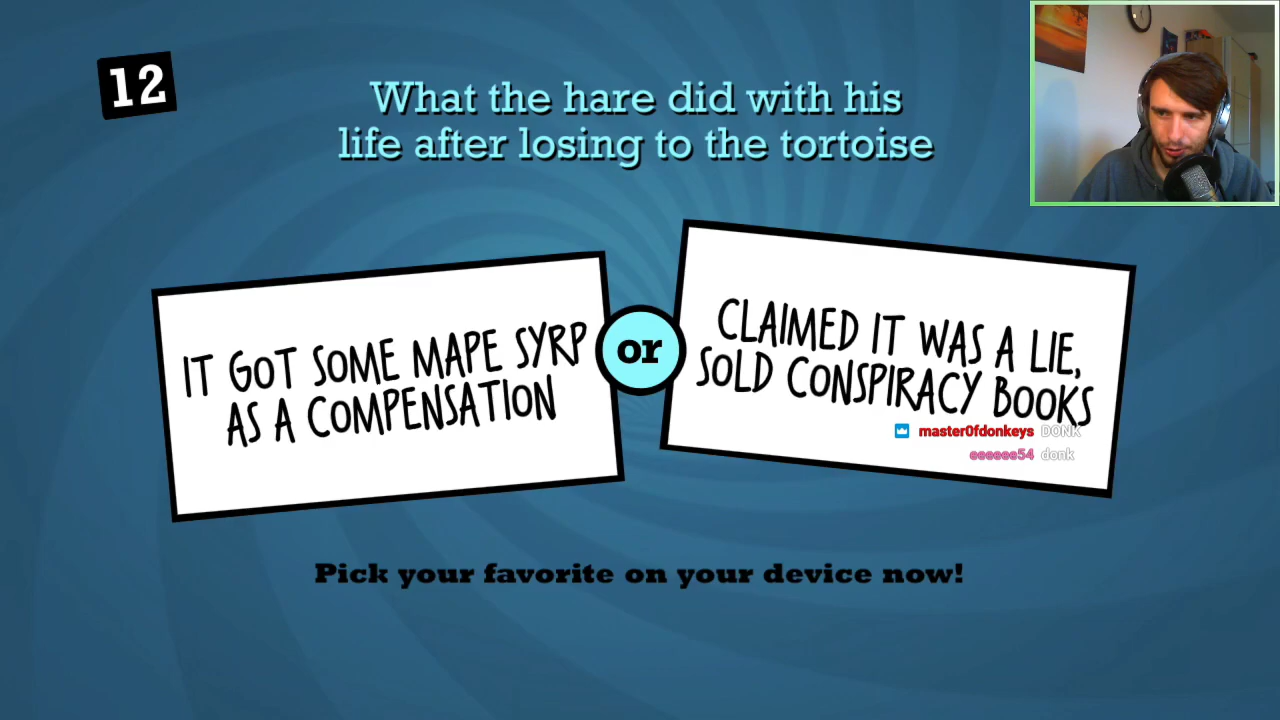 12
What the hare did with his
life after losing to the tortoise
IT GOT SOME MAPE SYRP
AS A COMPENSATION
or
CLAIMED IT WAS A LIE,
SOLD CONSPIRACY BOOKS
master0fdonkeys DONK
eeeeee54 donk
Pick your favorite on your device now!